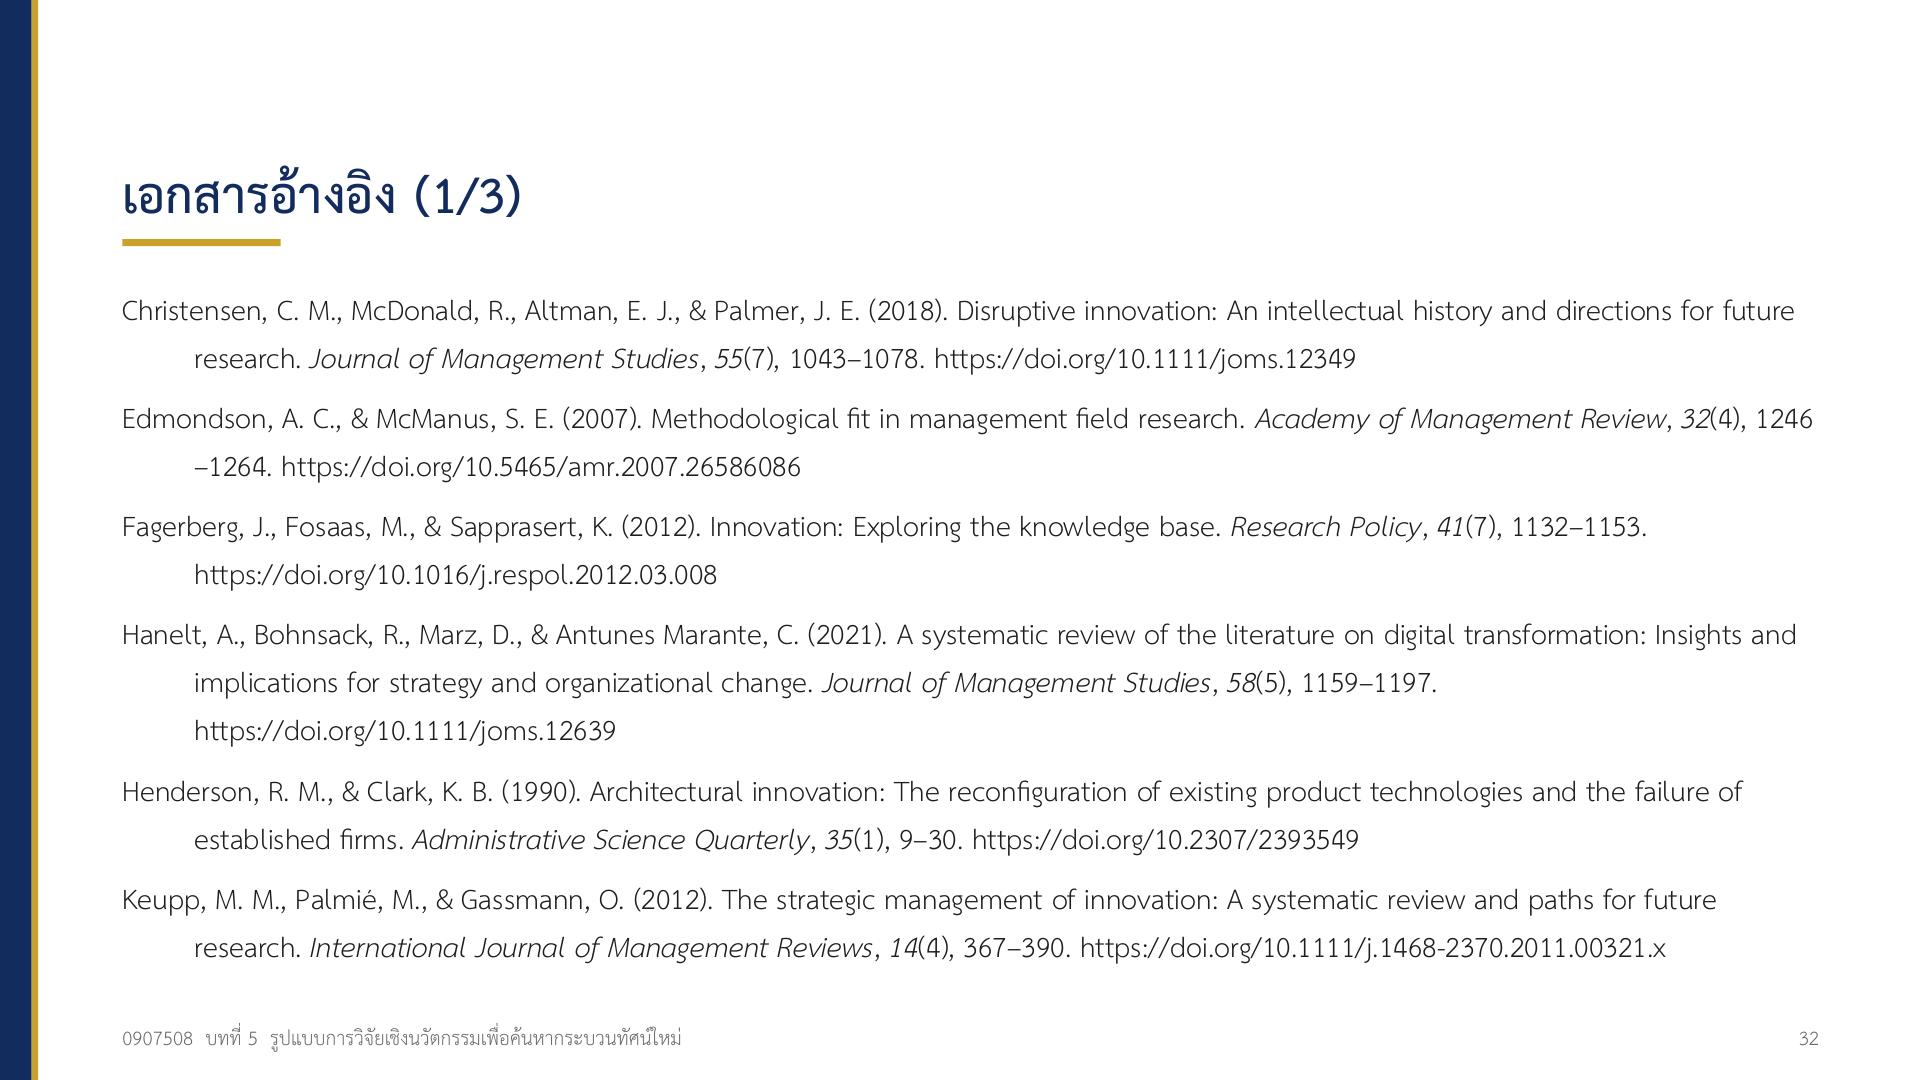 เอกสารอ้างอิง (1/3)
Christensen, C. M., McDonald, R., Altman, E. J., & Palmer, J. E. (2018). Disruptive innovation: An intellectual history and directions for future
research. Journal of Management Studies, 55(7), 1043–1078. https://doi.org/10.1111/joms.12349
Edmondson, A. C., & McManus, S. E. (2007). Methodological fit in management field research. Academy of Management Review, 32(4), 1246
–1264. https://doi.org/10.5465/amr.2007.26586086
Fagerberg, J., Fosaas, M., & Sapprasert, K. (2012). Innovation: Exploring the knowledge base. Research Policy, 41(7), 1132–1153.
https://doi.org/10.1016/j.respol.2012.03.008
Hanelt, A., Bohnsack, R., Marz, D., & Antunes Marante, C. (2021). A systematic review of the literature on digital transformation: Insights and
implications for strategy and organizational change. Journal of Management Studies, 58(5), 1159–1197.
https://doi.org/10.1111/joms.12639
Henderson, R. M., & Clark, K. B. (1990). Architectural innovation: The reconfiguration of existing product technologies and the failure of
established firms. Administrative Science Quarterly, 35(1), 9–30. https://doi.org/10.2307/2393549
Keupp, M. M., Palmié, M., & Gassmann, O. (2012). The strategic management of innovation: A systematic review and paths for future
research. International Journal of Management Reviews, 14(4), 367–390. https://doi.org/10.1111/j.1468-2370.2011.00321.x
0907508 บทที่ 5 รูปแบบการวิจัยเชิงนวัตกรรมเพื่อค้นหากระบวนทัศน์ใหม่
32